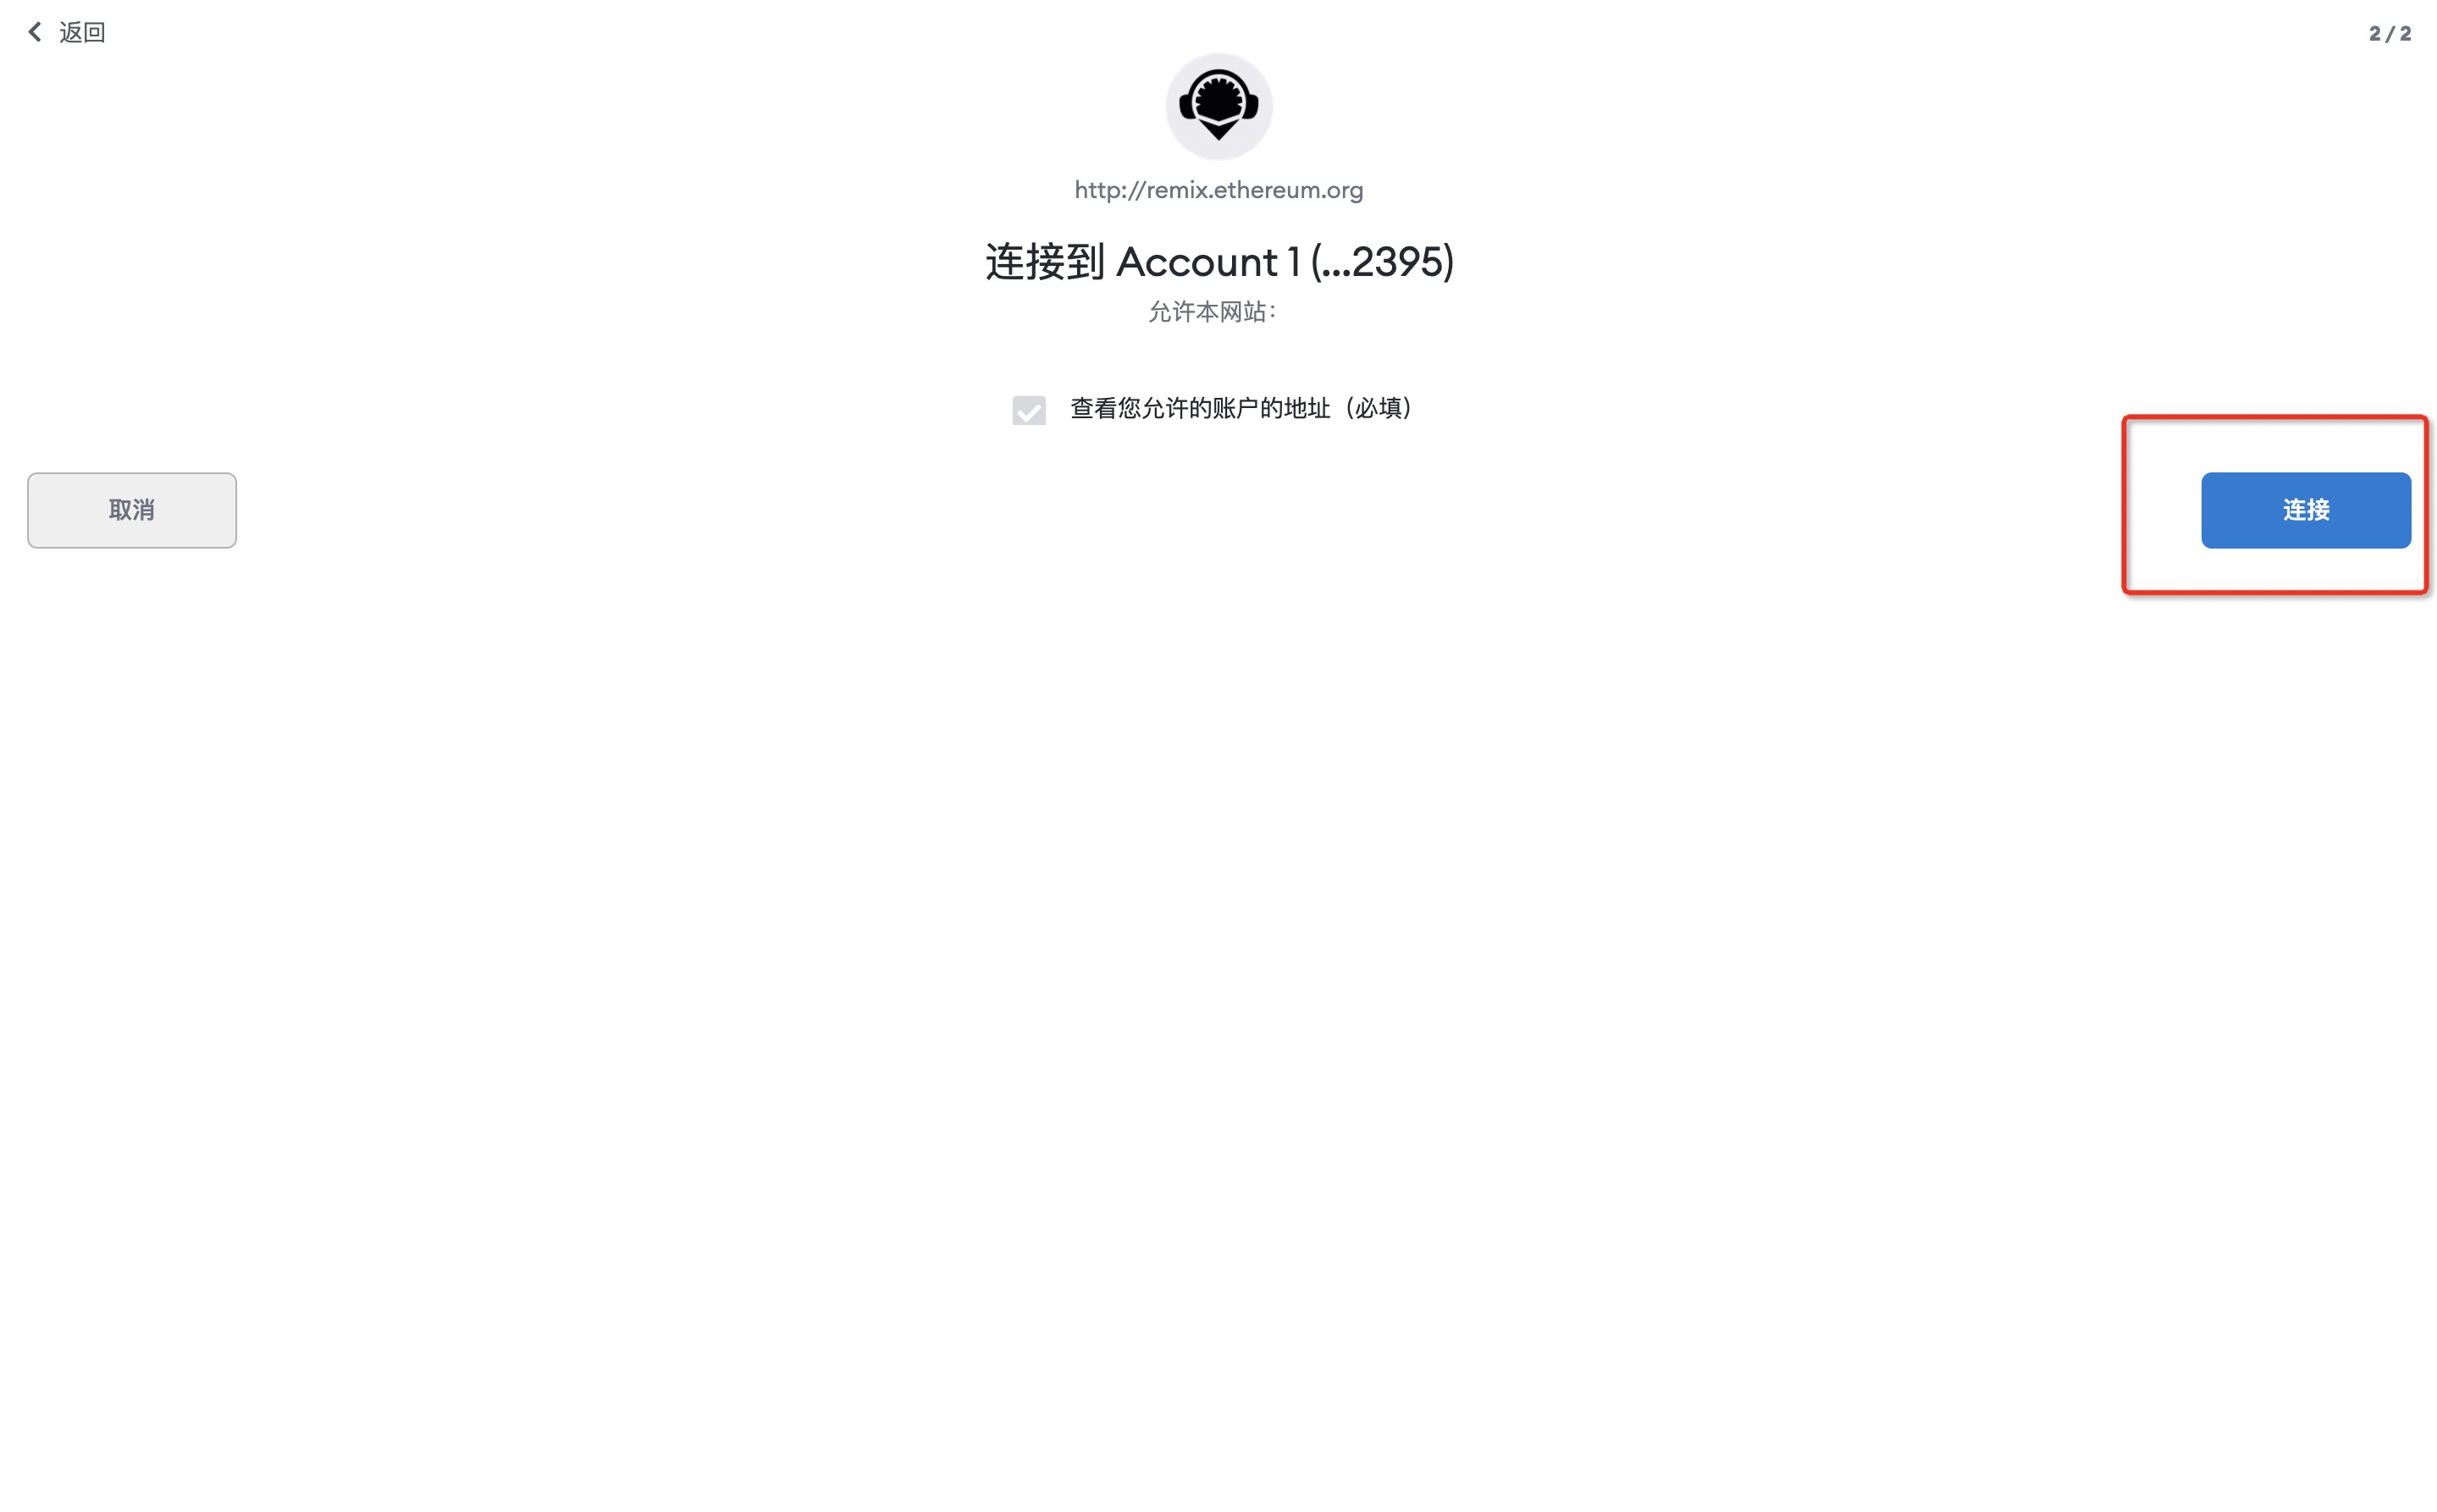 返回
2 / 2
http://remix.ethereum.org
连接到 Account 1 (...2395)
允许本网站：
查看您允许的账户的地址（必填）
取消
连接